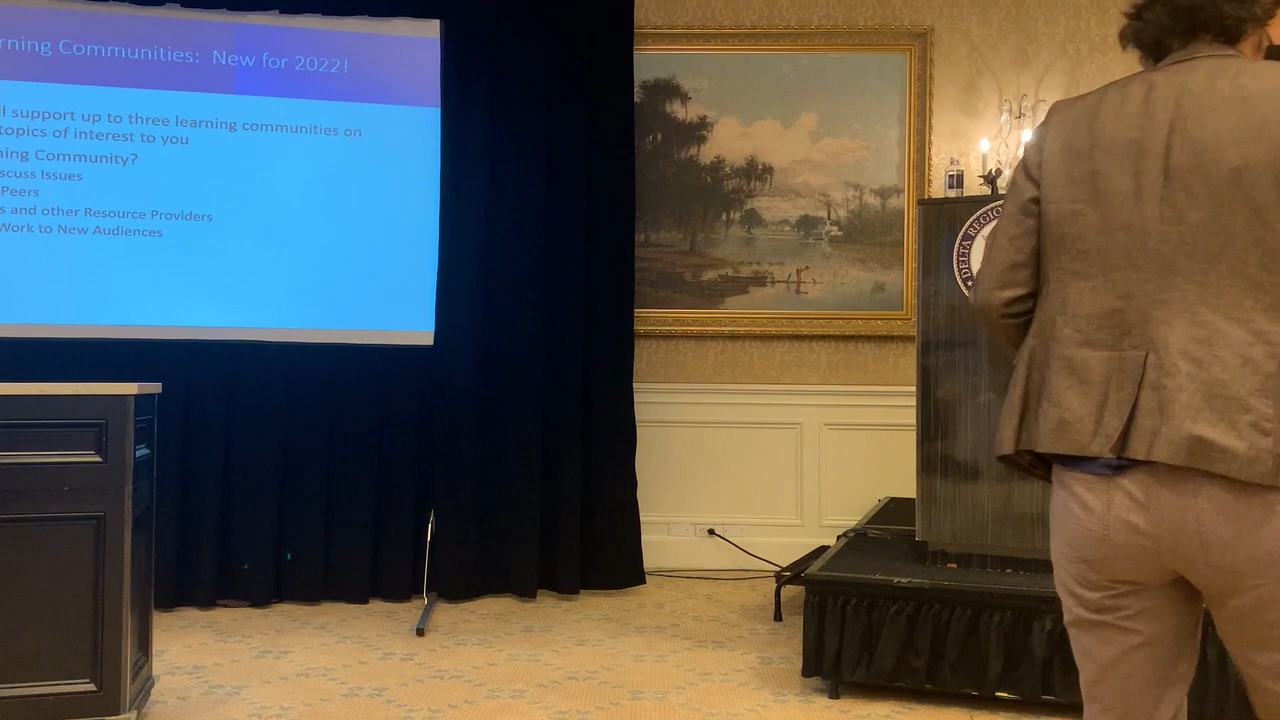 rning Communities: New for 2022!
ll support up to three learning communities on
topics of interest to you
ning Community?
scuss Issues
Peers
s and other Resource Providers
Work to New Audiences
DELTA REGIO